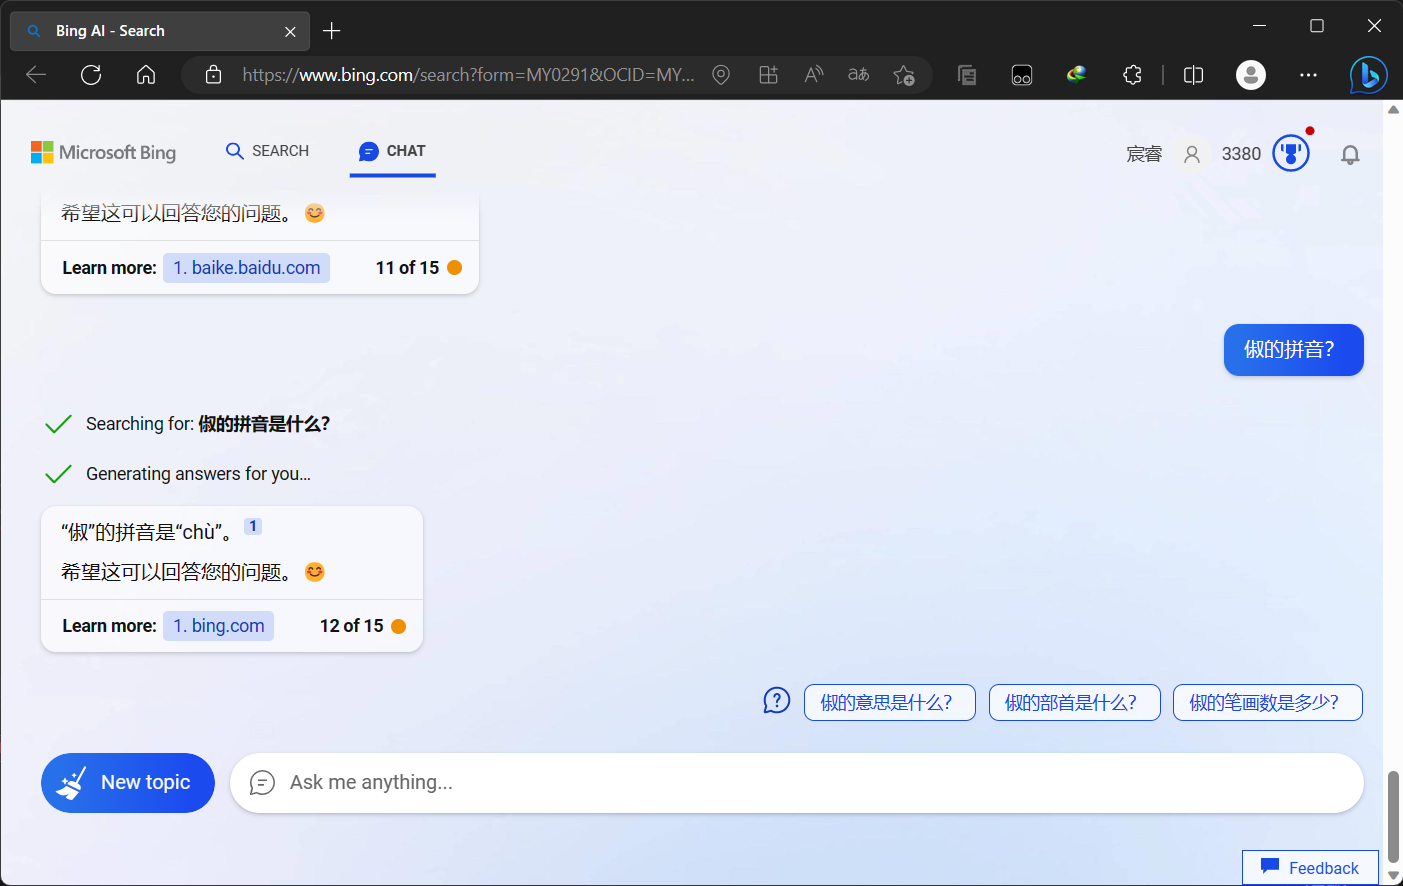 Bing AI - Search
https://www.bing.com/search?form=MY0291&OCID=MY...
Microsoft Bing
SEARCH
CHAT
宸睿
3380
希望这可以回答您的问题。😊
Learn more: 1. baike.baidu.com 11 of 15
俶的拼音？
Searching for: 俶的拼音是什么？
Generating answers for you...
“俶”的拼音是“chù”。 1
希望这可以回答您的问题。😊
Learn more: 1. bing.com 12 of 15
俶的意思是什么？
俶的部首是什么？
俶的笔画数是多少？
New topic
Ask me anything...
Feedback